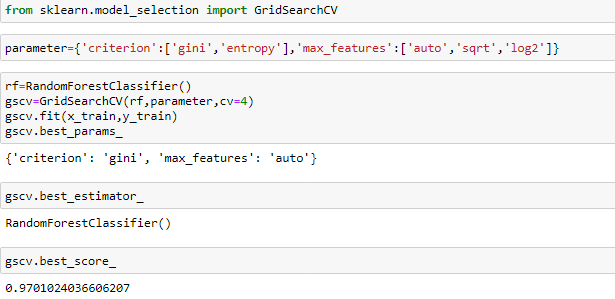 from sklearn.model_selection import GridSearchCV
parameter={'criterion':['gini','entropy'],'max_features':['auto','sqrt','log2']}
rf=RandomForestClassifier()
gscv=GridSearchCV(rf,parameter,cv=4)
gscv.fit(x_train,y_train)
gscv.best_params_
{'criterion': 'gini', 'max_features': 'auto'}
gscv.best_estimator_
RandomForestClassifier()
gscv.best_score_
0.9701024036606207